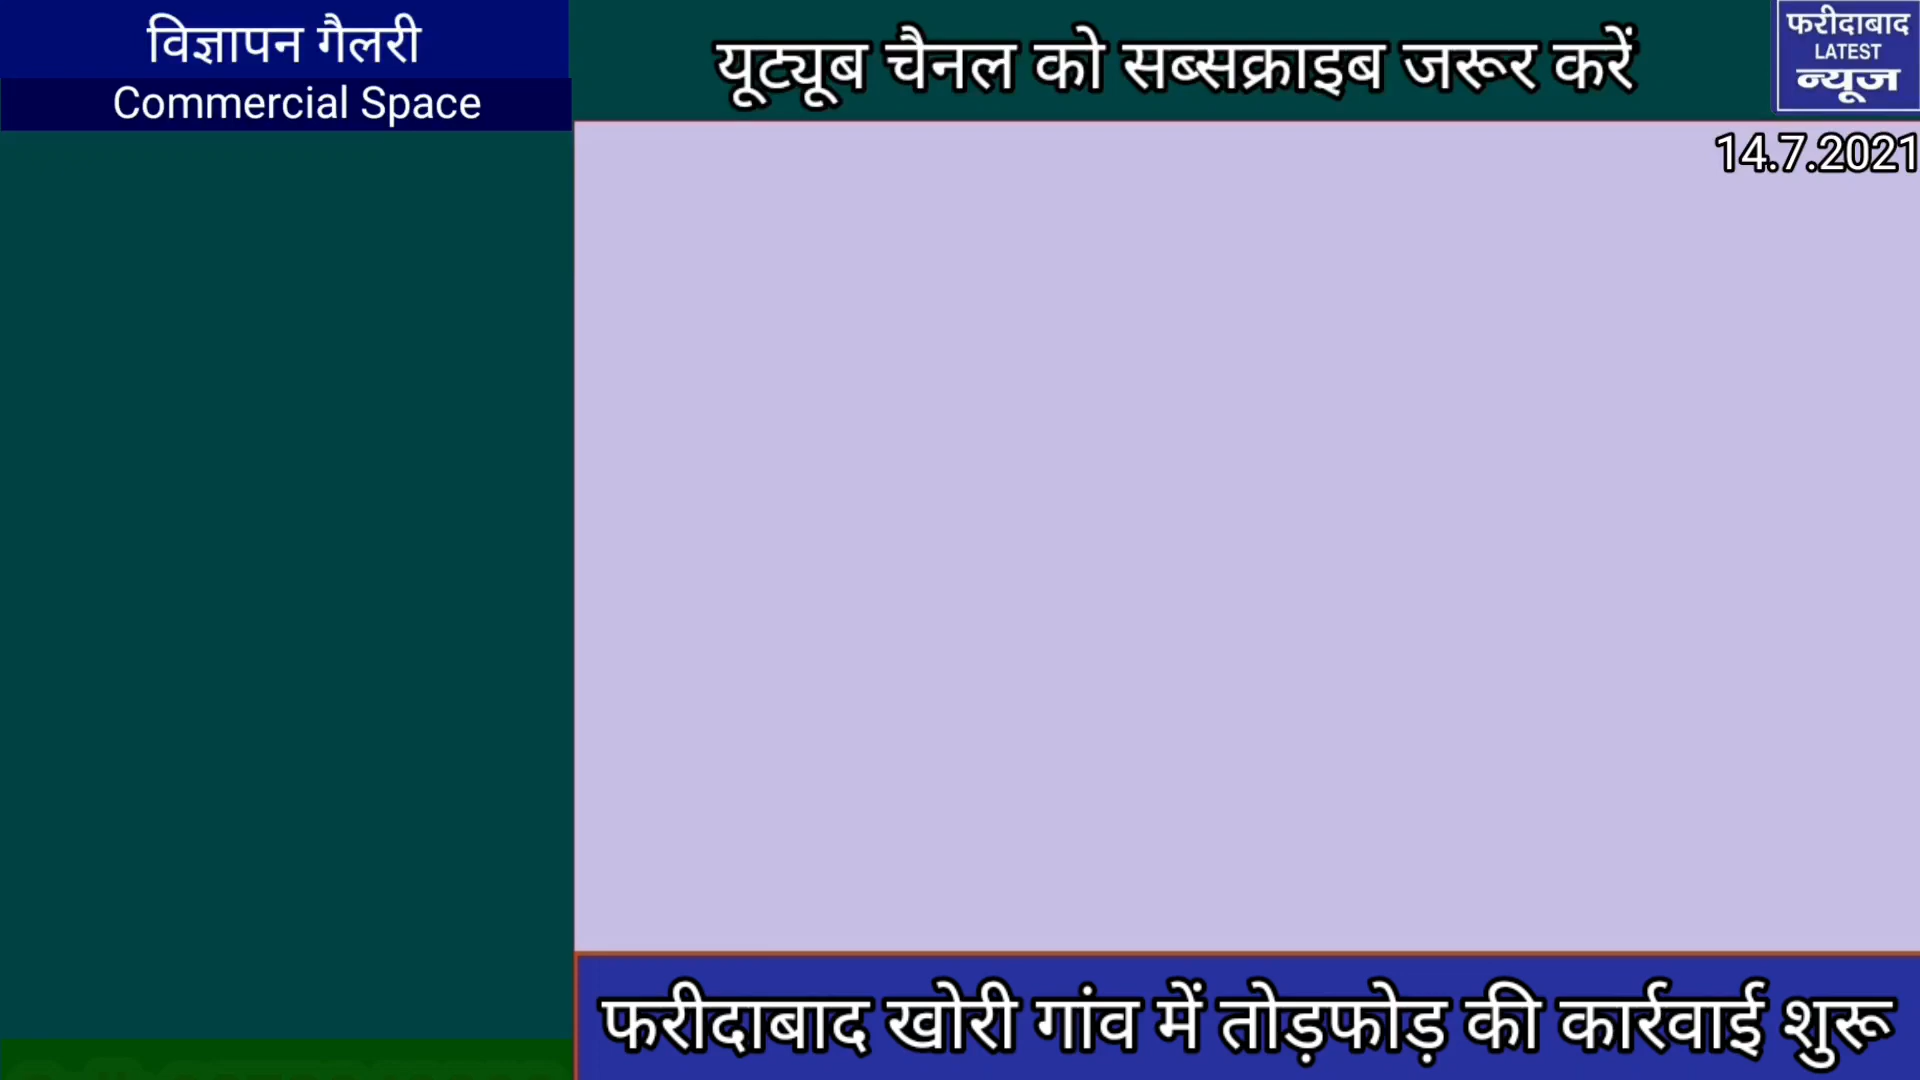 विज्ञापन गैलरी
Commercial Space
यूट्यूब चैनल को सब्सक्राइब जरूर करें
फरीदाबाद
LATEST
न्यूज
14.7.2021
फरीदाबाद खोरी गांव में तोड़फोड़ की कार्रवाई शुरू